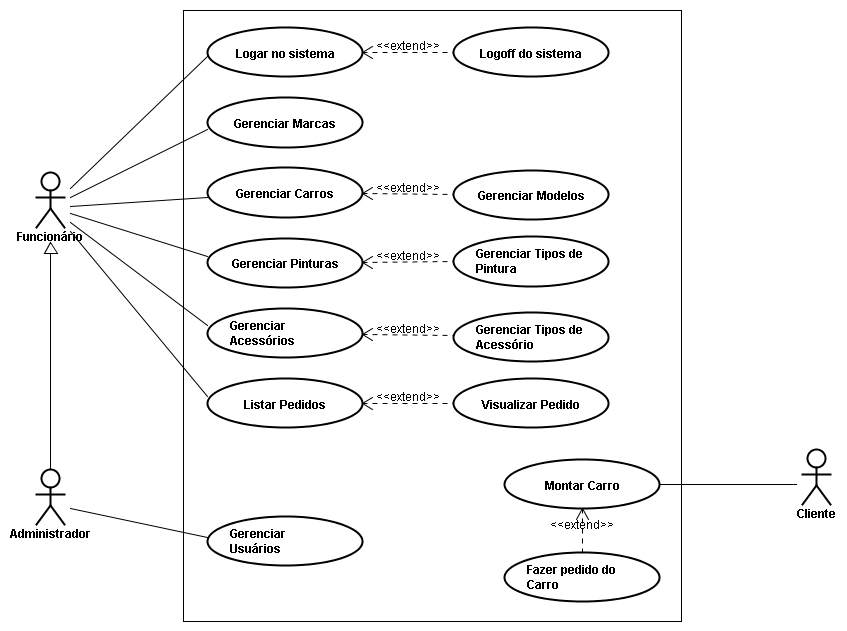 Logar no sistema
<<extend>>
Logoff do sistema
Gerenciar Marcas
Gerenciar Carros
<<extend>>
Gerenciar Modelos
Funcionário
Gerenciar Pinturas
<<extend>>
Gerenciar Tipos de
Pintura
Gerenciar
Acessórios
<<extend>>
Gerenciar Tipos de
Acessório
Listar Pedidos
<<extend>>
Visualizar Pedido
Montar Carro
Cliente
<<extend>>
Administrador
Gerenciar
Usuários
Fazer pedido do
Carro